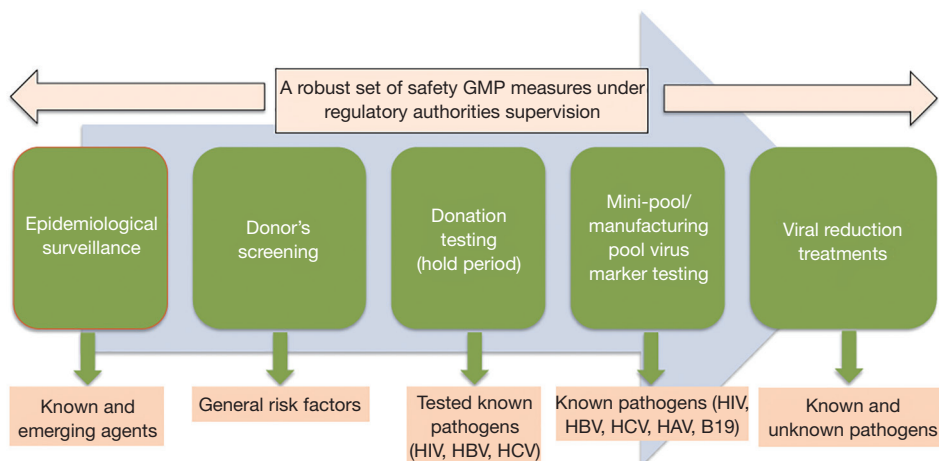 A robust set of safety GMP measures under
regulatory authorities supervision
Epidemiological
surveillance
Donor's
screening
Donation
testing
(hold period)
Mini-pool/
manufacturing
pool virus
marker testing
Viral reduction
treatments
Known and
emerging agents
General risk factors
Tested known
pathogens
(HIV, HBV, HCV)
Known pathogens (HIV,
HBV, HCV, HAV, B19)
Known and
unknown pathogens